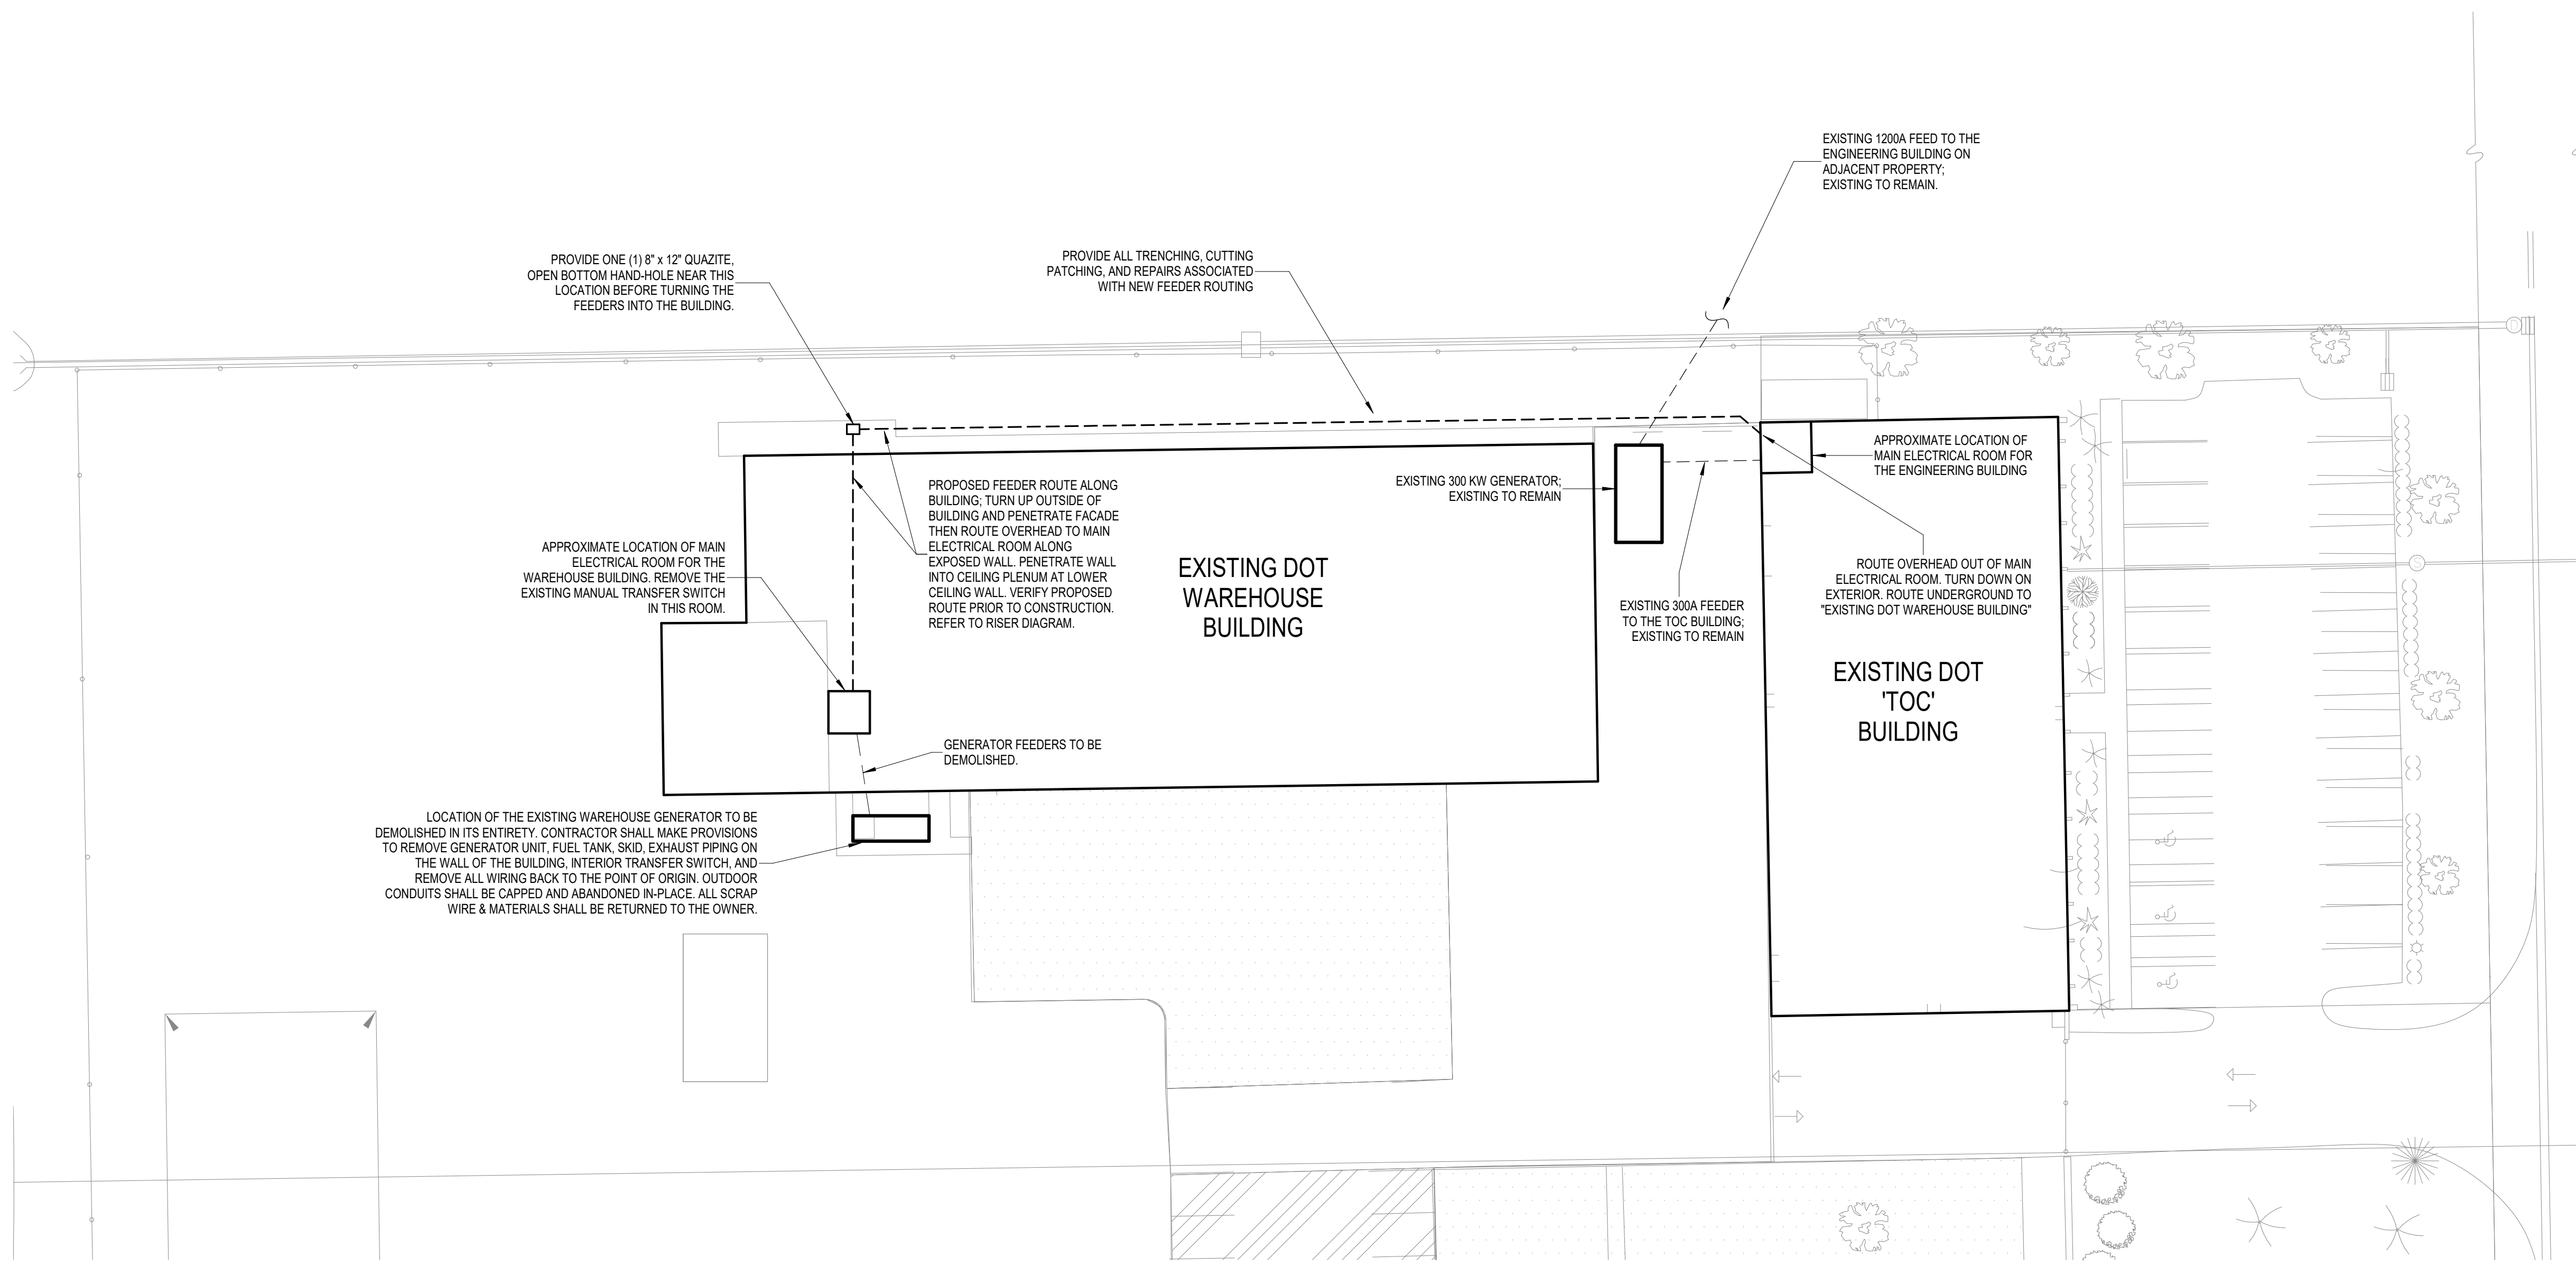 EXISTING 1200A FEED TO THE
ENGINEERING BUILDING ON
ADJACENT PROPERTY;
EXISTING TO REMAIN.
PROVIDE ONE (1) 8" x 12" QUAZITE,
OPEN BOTTOM HAND-HOLE NEAR THIS
LOCATION BEFORE TURNING THE
FEEDERS INTO THE BUILDING.
PROVIDE ALL TRENCHING, CUTTING
PATCHING, AND REPAIRS ASSOCIATED
WITH NEW FEEDER ROUTING
APPROXIMATE LOCATION OF
MAIN ELECTRICAL ROOM FOR
THE ENGINEERING BUILDING
EXISTING 300 KW GENERATOR;
EXISTING TO REMAIN
PROPOSED FEEDER ROUTE ALONG
BUILDING; TURN UP OUTSIDE OF
BUILDING AND PENETRATE FACADE
THEN ROUTE OVERHEAD TO MAIN
ELECTRICAL ROOM ALONG
EXPOSED WALL. PENETRATE WALL
INTO CEILING PLENUM AT LOWER
CEILING WALL. VERIFY PROPOSED
ROUTE PRIOR TO CONSTRUCTION.
REFER TO RISER DIAGRAM.
APPROXIMATE LOCATION OF MAIN
ELECTRICAL ROOM FOR THE
WAREHOUSE BUILDING. REMOVE THE
EXISTING MANUAL TRANSFER SWITCH
IN THIS ROOM.
EXISTING DOT
WAREHOUSE
BUILDING
ROUTE OVERHEAD OUT OF MAIN
ELECTRICAL ROOM. TURN DOWN ON
EXTERIOR. ROUTE UNDERGROUND TO
"EXISTING DOT WAREHOUSE BUILDING"
EXISTING 300A FEEDER
TO THE TOC BUILDING;
EXISTING TO REMAIN
EXISTING DOT
'TOC'
BUILDING
GENERATOR FEEDERS TO BE
DEMOLISHED.
LOCATION OF THE EXISTING WAREHOUSE GENERATOR TO BE
DEMOLISHED IN ITS ENTIRETY. CONTRACTOR SHALL MAKE PROVISIONS
TO REMOVE GENERATOR UNIT, FUEL TANK, SKID, EXHAUST PIPING ON
THE WALL OF THE BUILDING, INTERIOR TRANSFER SWITCH, AND
REMOVE ALL WIRING BACK TO THE POINT OF ORIGIN. OUTDOOR
CONDUITS SHALL BE CAPPED AND ABANDONED IN-PLACE. ALL SCRAP
WIRE & MATERIALS SHALL BE RETURNED TO THE OWNER.